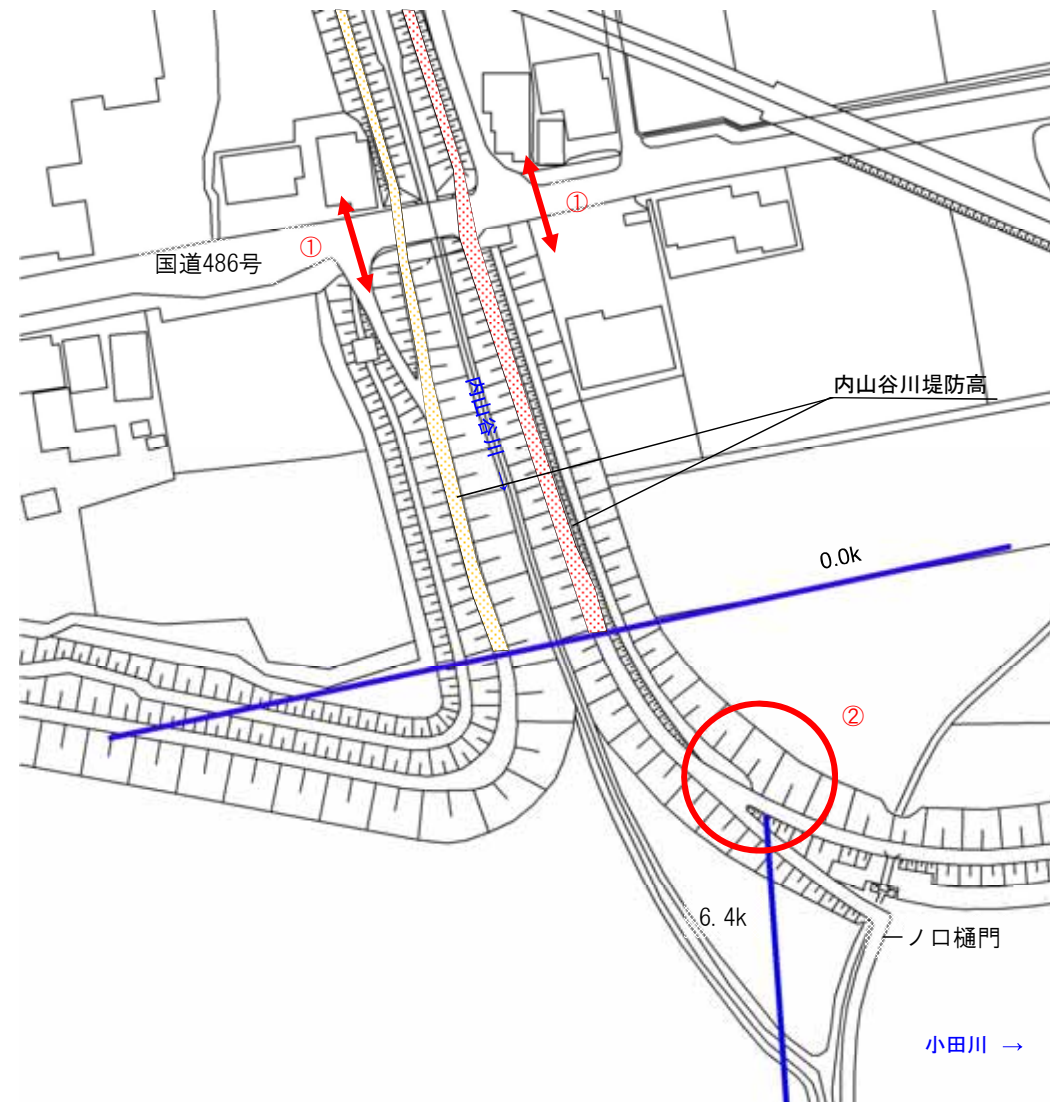 ①
①
国道486号
内山谷川堤防高
内山谷川 →
0.0k
②
6.4k
一ノ口樋門
小田川 →